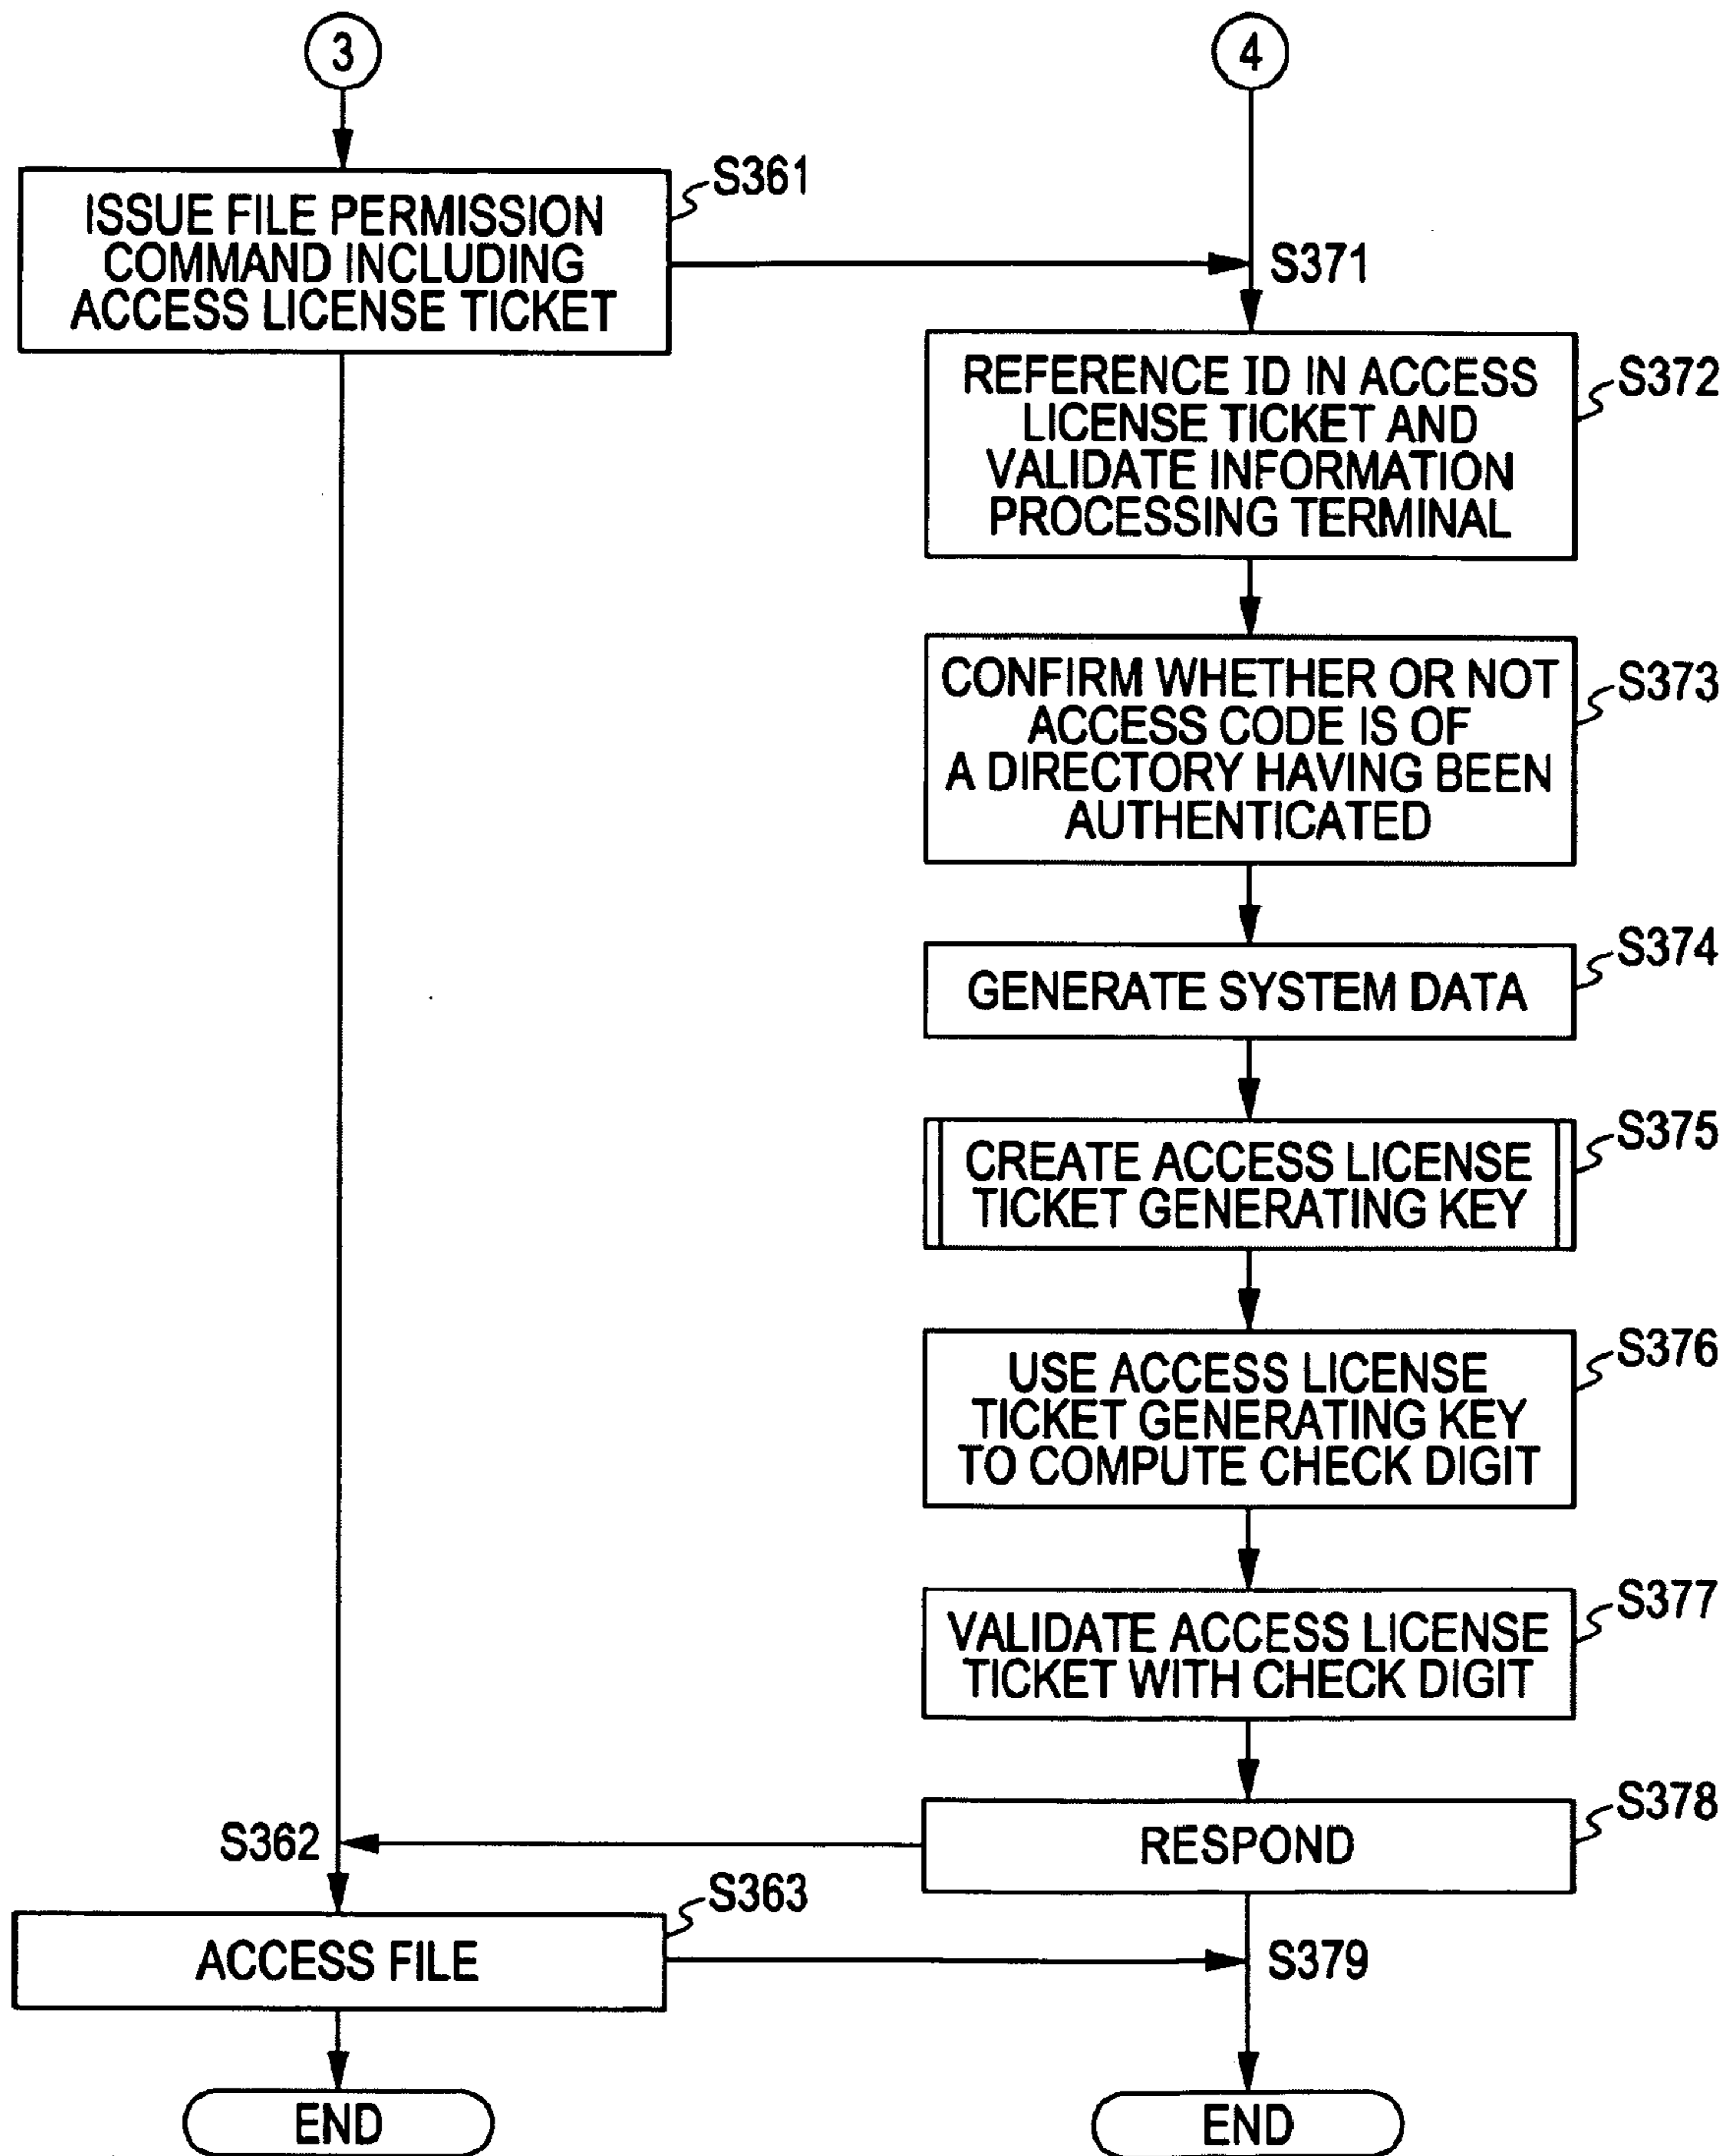 3
4
S361
ISSUE FILE PERMISSION
COMMAND INCLUDING
ACCESS LICENSE TICKET
S371
REFERENCE ID IN ACCESS
LICENSE TICKET AND
VALIDATE INFORMATION
PROCESSING TERMINAL
S372
CONFIRM WHETHER OR NOT
ACCESS CODE IS OF
A DIRECTORY HAVING BEEN
AUTHENTICATED
S373
S374
GENERATE SYSTEM DATA
S375
CREATE ACCESS LICENSE
TICKET GENERATING KEY
S376
USE ACCESS LICENSE
TICKET GENERATING KEY
TO COMPUTE CHECK DIGIT
S377
VALIDATE ACCESS LICENSE
TICKET WITH CHECK DIGIT
S378
RESPOND
S362
S363
ACCESS FILE
S379
END
END